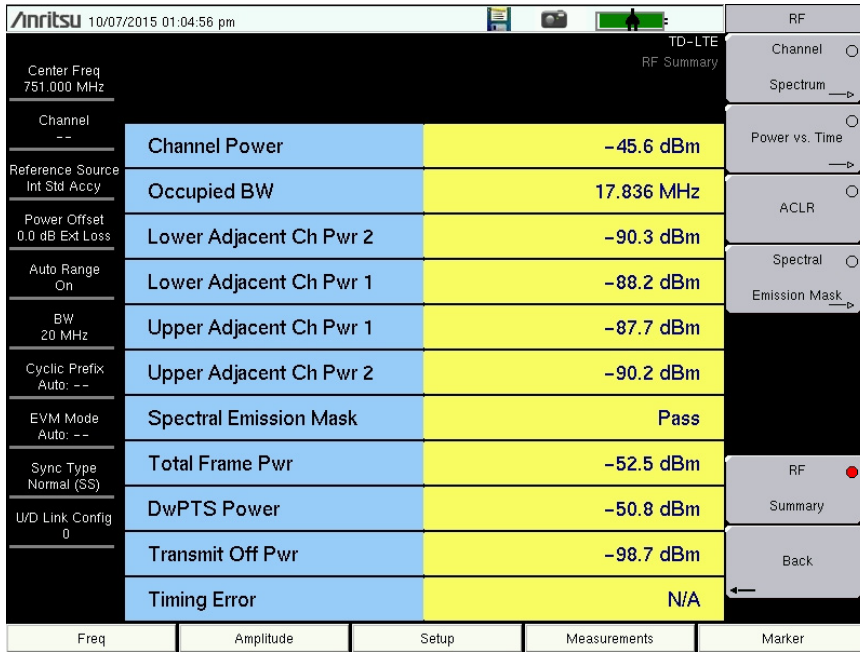 Anritsu 10/07/2015 01:04:56 pm
TD-LTE
RF Summary
Center Freq
751.000 MHz
Channel
--
Reference Source
Int Std Accy
Power Offset
0.0 dB Ext Loss
Auto Range
On
BW
20 MHz
Cyclic Prefix
Auto: --
EVM Mode
Auto: --
Sync Type
Normal (SS)
U/D Link Config
0
Channel Power -45.6 dBm
Occupied BW 17.836 MHz
Lower Adjacent Ch Pwr 2 -90.3 dBm
Lower Adjacent Ch Pwr 1 -88.2 dBm
Upper Adjacent Ch Pwr 1 -87.7 dBm
Upper Adjacent Ch Pwr 2 -90.2 dBm
Spectral Emission Mask Pass
Total Frame Pwr -52.5 dBm
DwPTS Power -50.8 dBm
Transmit Off Pwr -98.7 dBm
Timing Error N/A
RF
Channel
Spectrum
Power vs. Time
ACLR
Spectral
Emission Mask
RF
Summary
Back
Freq Amplitude Setup Measurements Marker